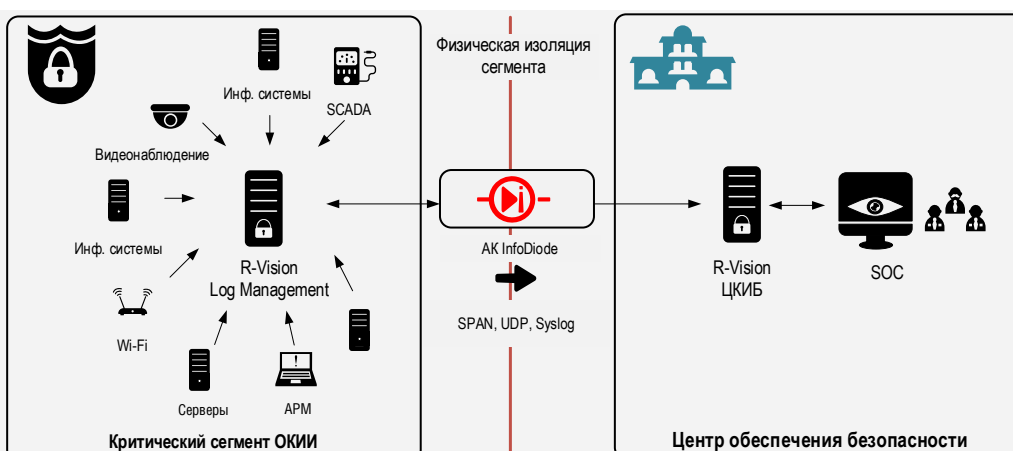 Физическая изоляция
сегмента
Инф. системы
SCADA
Видеонаблюдение
Инф. системы
R-Vision
Log Management
Wi-Fi
Серверы
АРМ
Критический сегмент ОКИИ
АК InfoDiode
SPAN, UDP, Syslog
R-Vision
ЦКИБ
SOC
Центр обеспечения безопасности